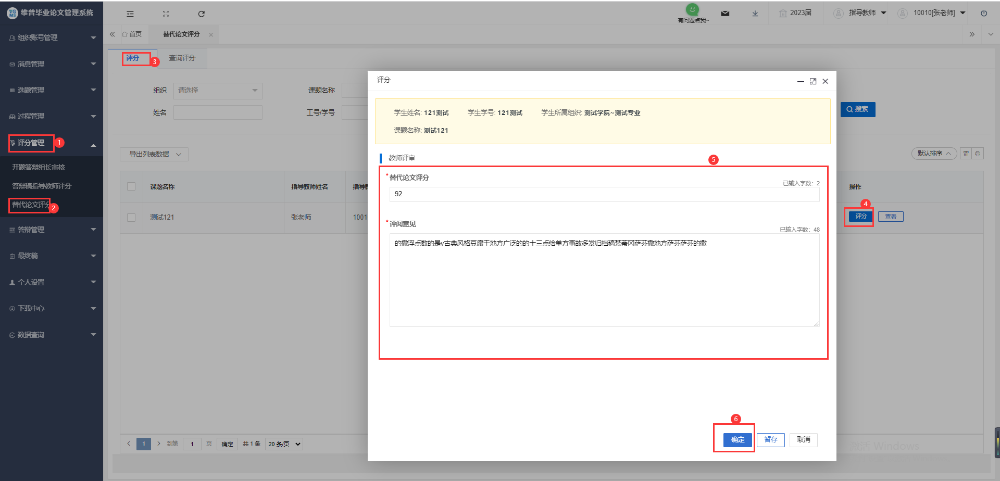 VG
MS
维普毕业论文管理系统
有问题点我~
2023届
指导教师
10010[张老师]
首页
替代论文评分
组织账号管理
消息管理
选题管理
过程管理
评分管理
1
开题答辩组长审核
答辩稿指导教师评分
替代论文评分
2
答辩管理
最终稿
个人设置
下载中心
数据查询
评分
3
查询评分
组织
请选择
课题名称
姓名
工号/学号
搜索
导出列表数据
默认排序
课题名称
指导教师姓名
操作
测试121
张老师
1001
4
评分
查看
评分
学生姓名: 121测试
学生学号: 121测试
学生所属组织: 测试学院~测试专业
课题名称: 测试121
教师评审
5
*替代论文评分
已输入字数：2
92
*评阅意见
已输入字数：48
的撒浮点数的是v古典风格豆腐干地方广泛的的十三点给单方事故多发归档稿梵蒂冈萨芬撒地方萨芬萨芬的撒
6
确定
暂存
取消
1
到第
1
页
确定
共 1 条
20 条/页
激活 Windows